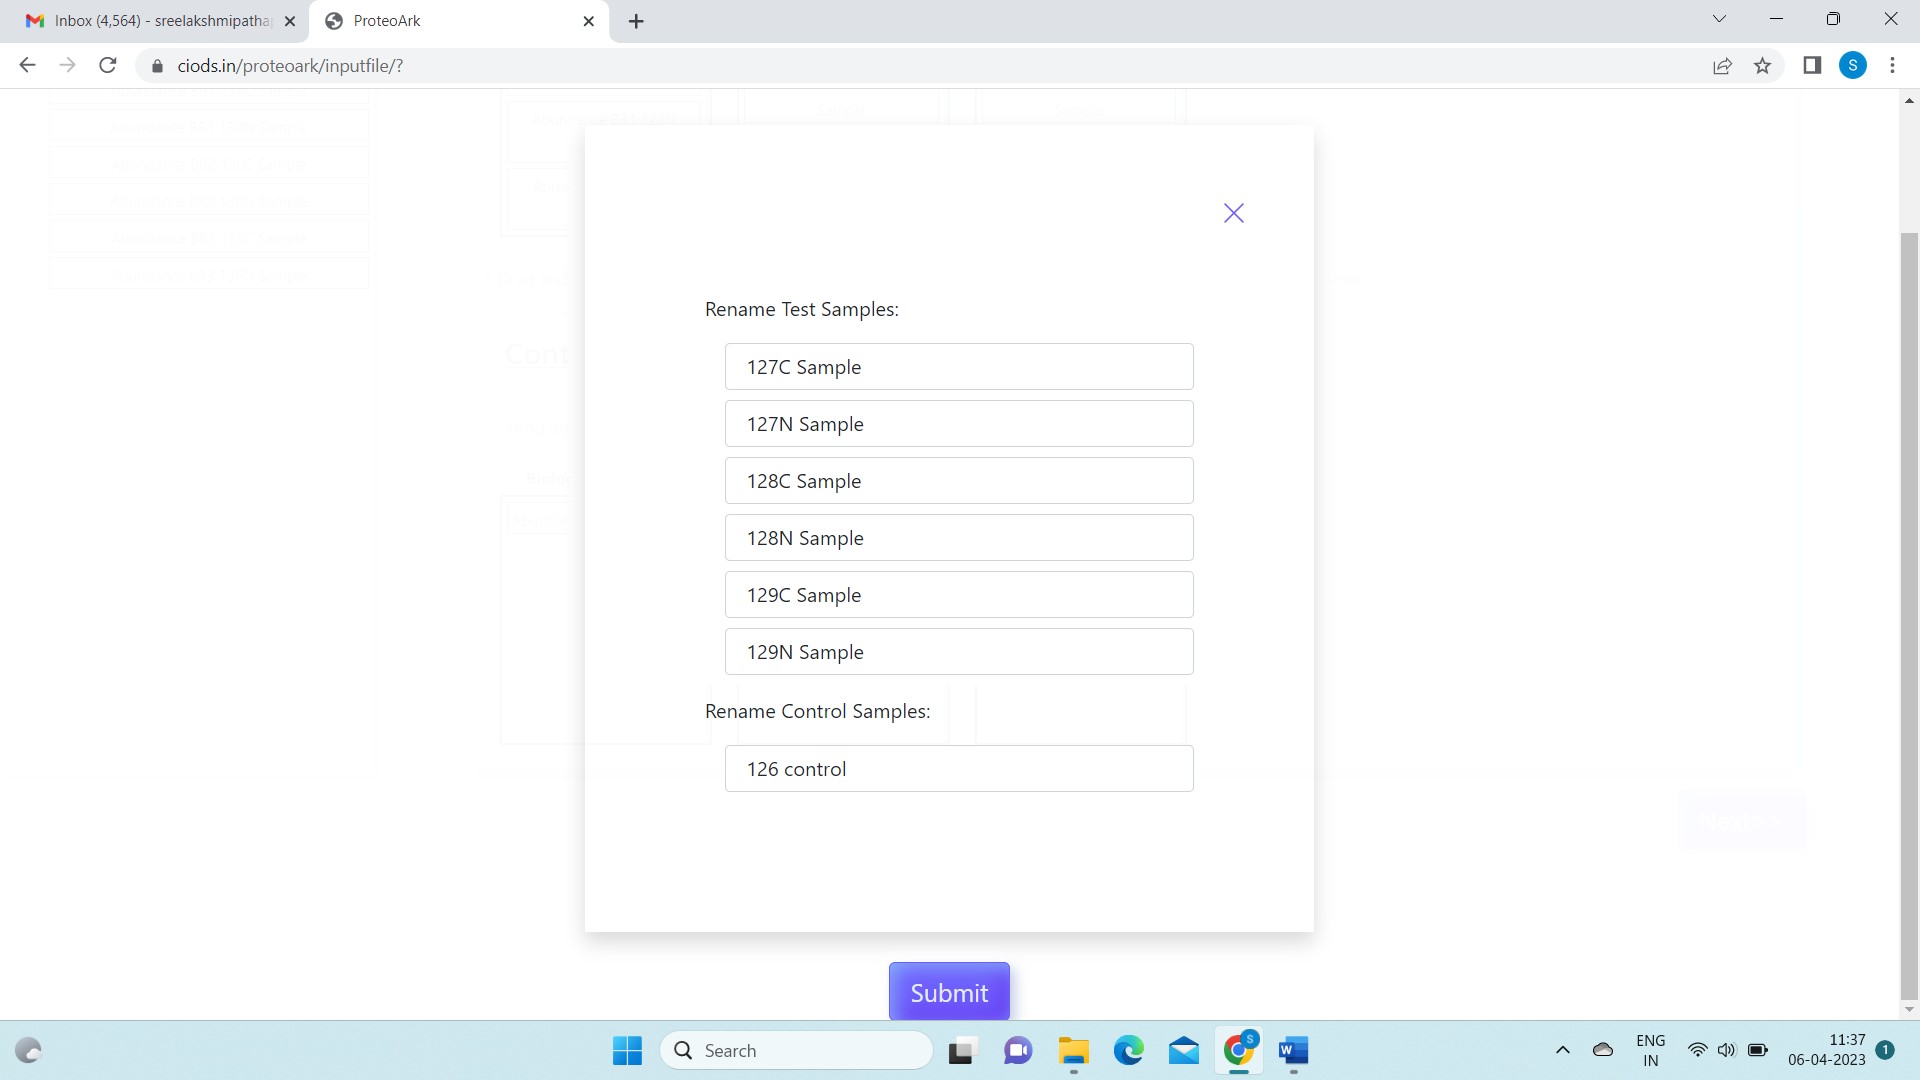 Inbox (4,564) - sreelakshmipatha
ProteoArk
ciods.in/proteoark/inputfile/?
S
Rename Test Samples:
127C Sample
127N Sample
128C Sample
128N Sample
129C Sample
129N Sample
Rename Control Samples:
126 control
Next
Submit
Search
S
W
ENG
IN
11:37
06-04-2023
1